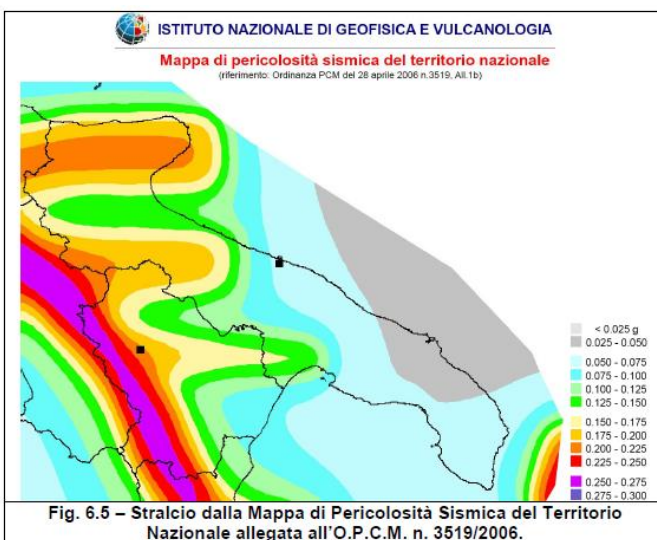 ISTITUTO NAZIONALE DI GEOFISICA E VULCANOLOGIA
Mappa di pericolosità sismica del territorio nazionale
(riferimento: Ordinanza PCM del 28 aprile 2006 n.3519, All.1b)
< 0.025 g
0.025 - 0.050
0.050 - 0.075
0.075 - 0.100
0.100 - 0.125
0.125 - 0.150
0.150 - 0.175
0.175 - 0.200
0.200 - 0.225
0.225 - 0.250
0.250 - 0.275
0.275 - 0.300
Fig. 6.5 – Stralcio dalla Mappa di Pericolosità Sismica del Territorio
Nazionale allegata all'O.P.C.M. n. 3519/2006.